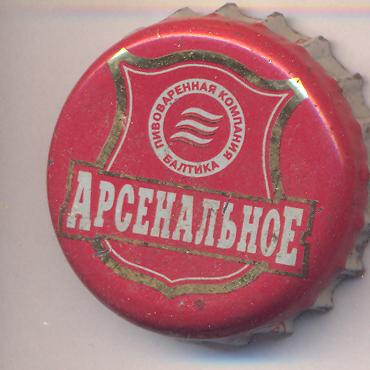 ПИВОВАРЕННАЯ КОМПАНИЯ
БАЛТИКА
АРСЕНАЛЬНОЕ